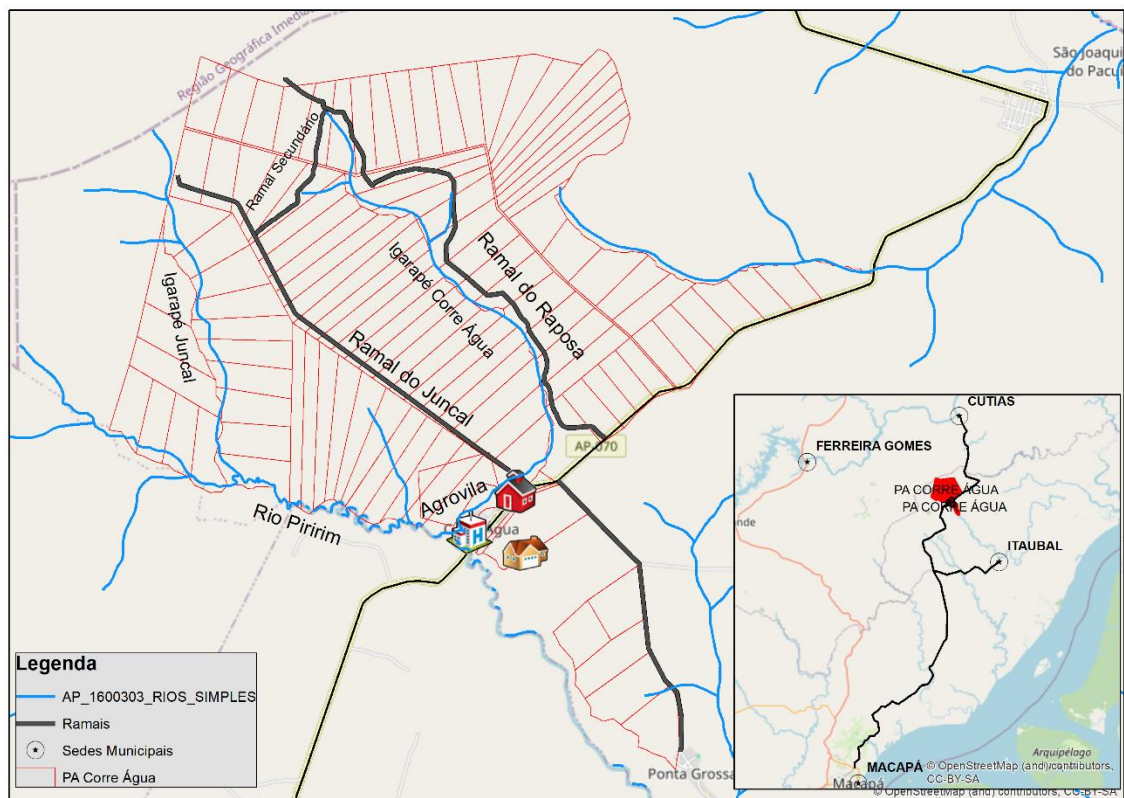 Região Geográfica Imedia
São Joaqui
do Pacuí
Ramal Secundário
Igarapé Juncal
Igarapé Corre Água
Ramal do Raposa
Ramal do Juncal
AP-070
Agrovila
Rio Piririm
Água
H
Ponta Grossa
Legenda
AP_1600303_RIOS_SIMPLES
Ramais
Sedes Municipais
PA Corre Água
CUTIAS
FERREIRA GOMES
PA CORRE ÁGUA
PA CORRE ÁGUA
onde
ITAUBAL
Arquipélago
MACAPÁ
Macapá
© OpenStreetMap (and) contributors,
CC-BY-SA
© OpenStreetMap (and) contributors, CC-BY-SA